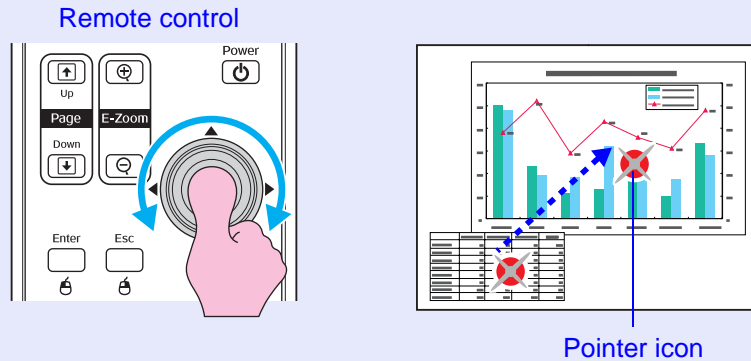 Remote control
Power
Up
Page
E-Zoom
Down
Enter
Esc
Pointer icon